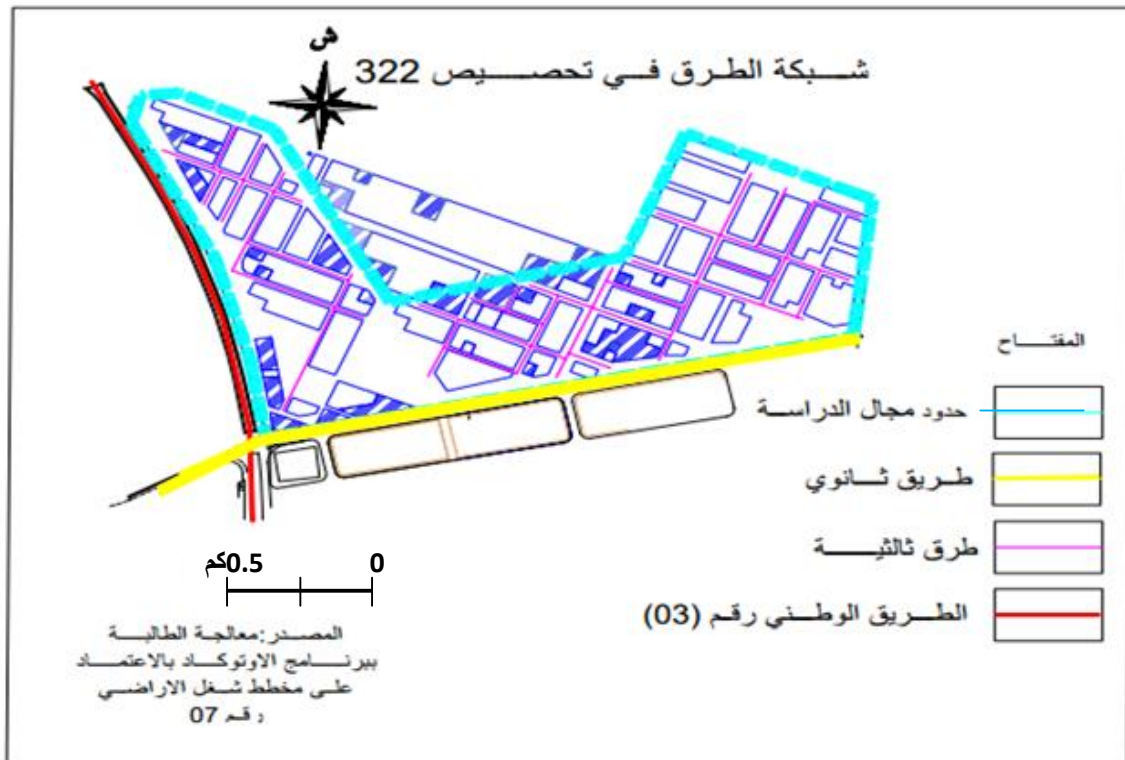 ش
شبكة الطرق في تحصيص 322
المفتاح
حدود مجال الدراسة
طريق ثانوي
طرق ثالثية
الطريق الوطني رقم (03)
0.5كم 0
المصدر:معالجة الطالبة
ببرنامج الاوتوكاد بالاعتماد
على مخطط شغل الاراضي
رقم 07